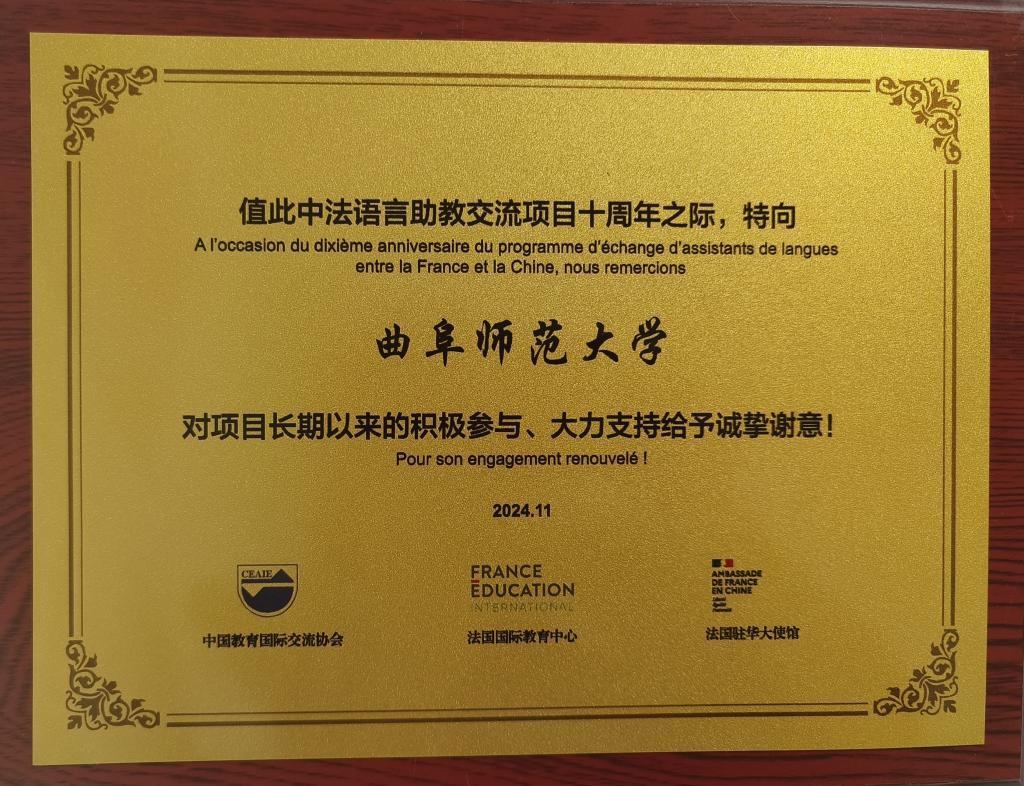 值此中法语言助教交流项目十周年之际，特向
A l'occasion du dixième anniversaire du programme d'échange d'assistants de langues
entre la France et la Chine, nous remercions
曲阜师范大学
对项目长期以来的积极参与、大力支持给予诚挚谢意！
Pour son engagement renouvelé !
2024.11
CEAIE
中国教育国际交流协会
FRANCE
ÉDUCATION
INTERNATIONAL
法国国际教育中心
AMBASSADE
DE FRANCE
EN CHINE
Liberté
Égalité
Fraternité
法国驻华大使馆